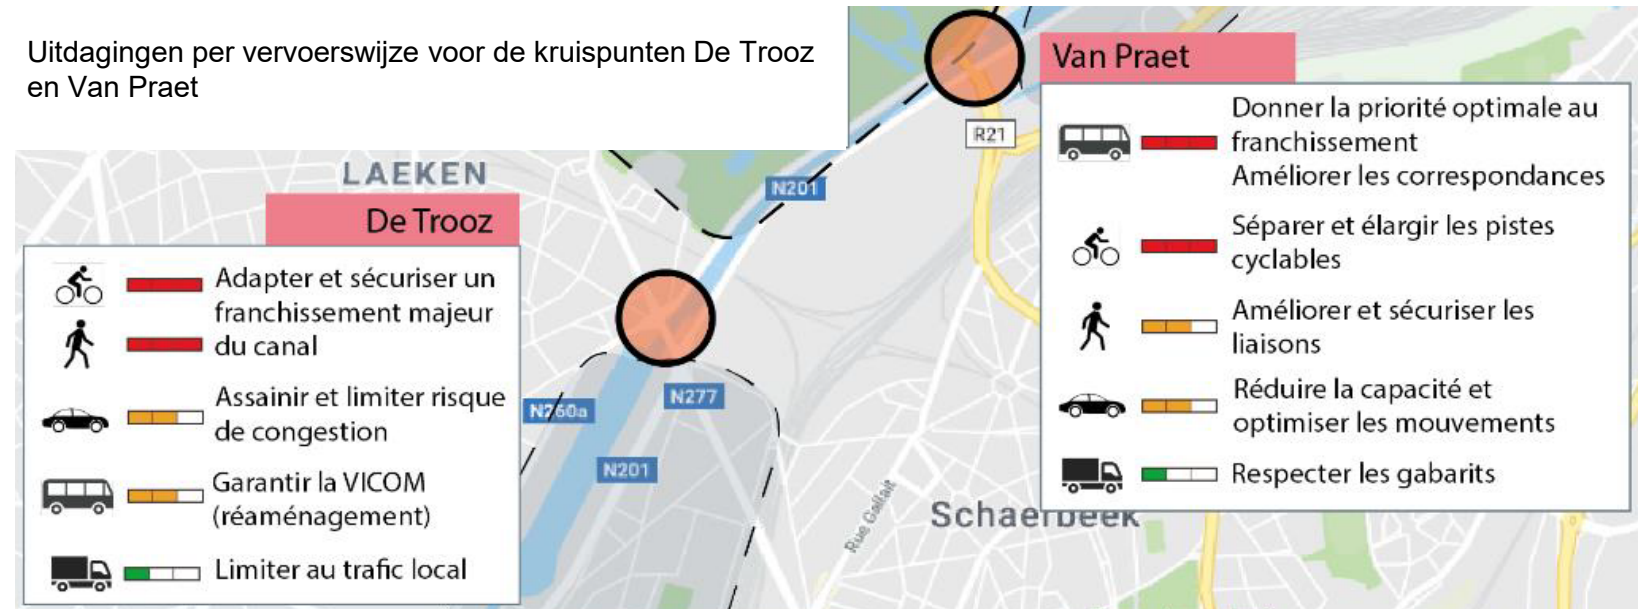 Uitdagingen per vervoerswijze voor de kruispunten De Trooz
en Van Praet
LAEKEN
De Trooz
Adapter et sécuriser un
franchissement majeur
du canal
Assainir et limiter risque
de congestion
Garantir la VICOM
(réaménagement)
Limiter au trafic local
N201
R21
N260a
N277
N201
Rue Gallait
Schaerbeek
Van Praet
Donner la priorité optimale au
franchissement
Améliorer les correspondances
Séparer et élargir les pistes
cyclables
Améliorer et sécuriser les
liaisons
Réduire la capacité et
optimiser les mouvements
Respecter les gabarits